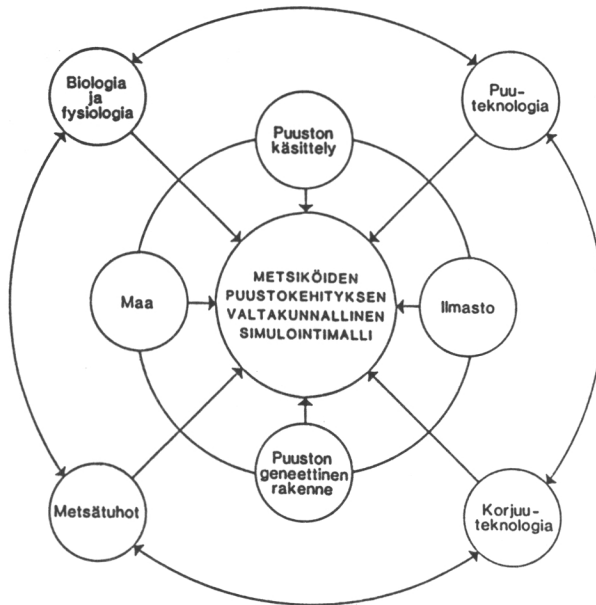 Biologia
ja
fysiologia
Puu-
teknologia
Puuston
käsittely
Maa
METSIKÖIDEN
PUUSTOKEHITYKSEN
VALTAKUNNALLINEN
SIMULOINTIMALLI
Ilmasto
Puuston
geneettinen
rakenne
Metsätuhot
Korjuu-
teknologia